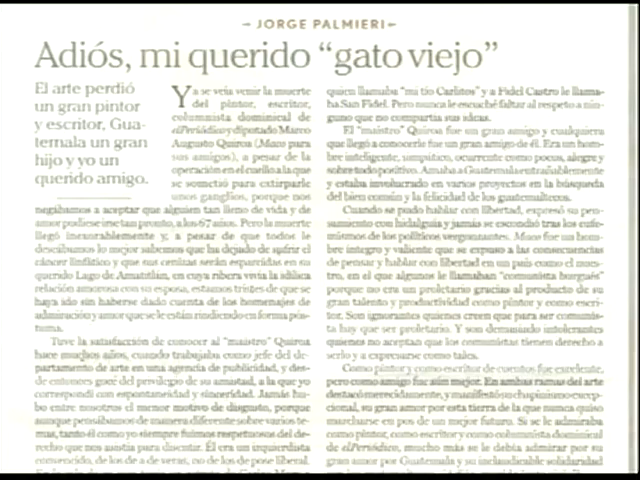 JORGE PALMIERI
Adiós, mi querido “gato viejo”
El arte perdió
un gran pintor
y escritor, Gua-
temala un gran
hijo y yo un
querido amigo.
Ya se veía venir la muerte
del pintor, escritor,
columnista dominical de
elPeriódico y diputado Marco
Augusto Quiroa (Maco para
sus amigos), a pesar de la
operación en el cuello a la que
se sometió para extirparle
unos ganglios, porque nos
negábamos a aceptar que alguien tan lleno de vida y de
amor pudiese irse tan pronto, a los 67 años. Pero la muerte
llegó inexorablemente y, a pesar de que todos le
deseábamos lo mejor sabemos que ha dejado de sufrir el
cáncer linfático y que sus cenizas serán esparcidas en su
querido Lago de Amatitlán, en cuya ribera vivía la idílica
relación amorosa con su esposa, estamos tristes de que se
haya ido sin haberse dado cuenta de los homenajes de
admiración y amor que se le están rindiendo en forma pós-
tuma.
Tuve la satisfacción de conocer al “maestro” Quiroa
hace muchos años, cuando trabajaba como jefe del de-
partamento de arte en una agencia de publicidad, y des-
de entonces gocé del privilegio de su amistad, a la que yo
correspondí con espontaneidad y sinceridad. Jamás hu-
bo entre nosotros el menor motivo de disgusto, porque
aunque pensábamos de manera diferente sobre varios te-
mas, tanto él como yo siempre fuimos respetuosos del de-
recho que nos asistía para disentir. Él era un izquierdista
convencido, de los de a de veras, no de los de pose liberal.
quien llamaba “mi tío Carlitos” y a Fidel Castro le llama-
ba San Fidel. Pero nunca le escuché faltar al respeto a nin-
guno que no compartía sus ideas.
El “maestro” Quiroa fue un gran amigo y cualquiera
que llegó a conocerle fue un gran amigo de él. Era un hom-
bre inteligente, simpático, ocurrente como pocos, alegre y
sobre todo positivo. Amaba a Guatemala entrañablemente
y estaba involucrado en varios proyectos en la búsqueda
del bien común y la felicidad de los guatemaltecos.
Cuando se pudo hablar con libertad, expresó su pen-
samiento con hidalguía y jamás se escondió tras los eufe-
mismos de los políticos vergonzantes. Maco fue un hom-
bre íntegro y valiente que se expuso a las consecuencias
de pensar y hablar con libertad en un país como el nues-
tro, en el que algunos le llamaban “comunista burgués”
porque no era un proletario gracias al producto de su
gran talento y productividad como pintor y como escri-
tor. Son ignorantes quienes creen que para ser comunis-
ta hay que ser proletario. Y son demasiado intolerantes
quienes no aceptan que los comunistas tienen derecho a
serlo y a expresarse como tales.
Como pintor y como escritor de cuentos fue excelente,
pero como amigo fue aún mejor. En ambas ramas del arte
destacó merecidamente, y manifestó su chapinismo excep-
cional, su gran amor por esta tierra de la que nunca quiso
marcharse en pos de un mejor futuro. Si se le admiraba
como pintor, como escritor y como columnista dominical
de elPeriódico, mucho más se le debía admirar por su
gran amor por Guatemala y su inclaudicable solidaridad